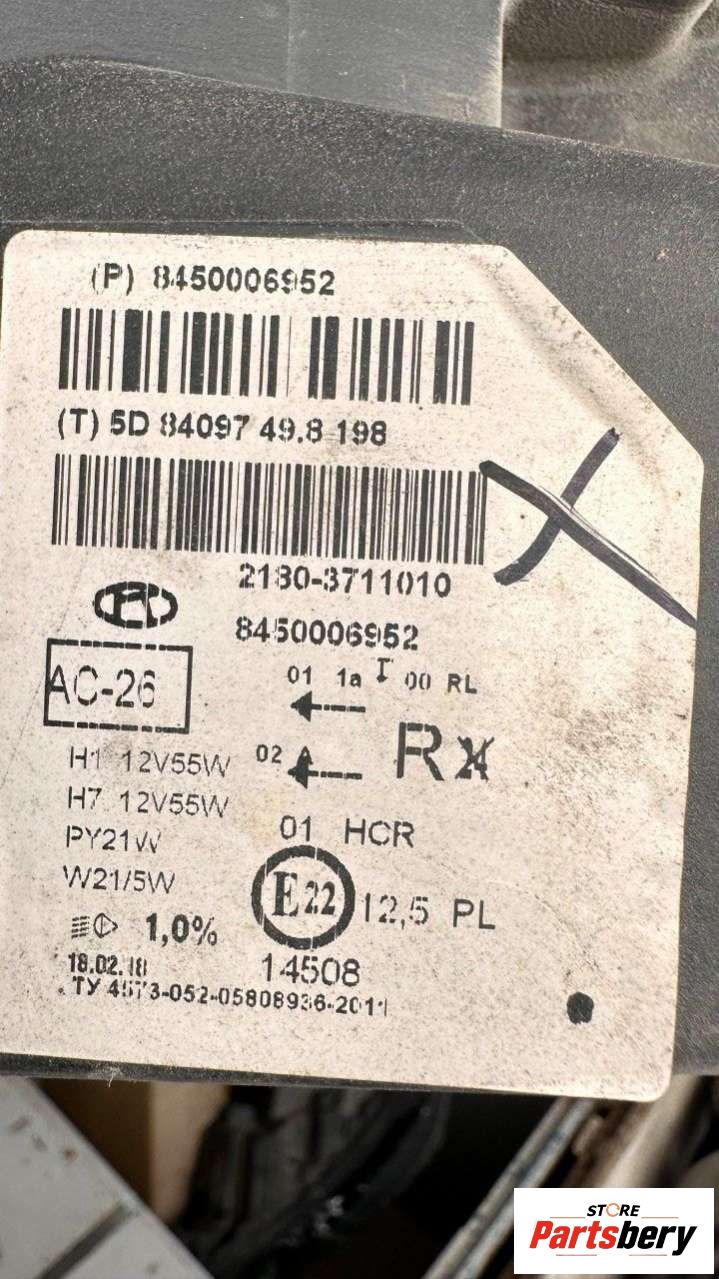 (P) 8450006952
(T) 5D 84097 49.8 198
2180-3711010
8450006952
AC-26
01 1a 00 RL
H1 12V55W
02 A
H7 12V55W
PY21W
01 HCR
W21/5W
E22
12,5 PL
1,0%
18.02.18
14508
ТУ 4573-052-05808936-2011
STORE
Partsbery